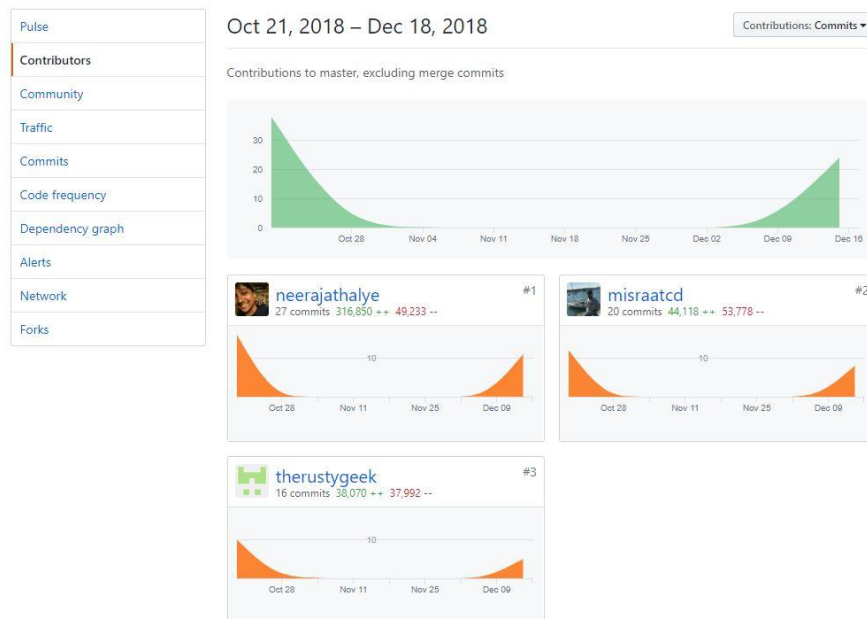 Pulse
Contributors
Community
Traffic
Commits
Code frequency
Dependency graph
Alerts
Network
Forks
Oct 21, 2018 – Dec 18, 2018
Contributions: Commits
Contributions to master, excluding merge commits
30
20
10
0
Oct 28 Nov 04 Nov 11 Nov 18 Nov 25 Dec 02 Dec 09 Dec 16
neerajathalye #1
27 commits 316,850 ++ 49,233 --
10
Oct 28 Nov 11 Nov 25 Dec 09
misraatcd #2
20 commits 44,118 ++ 53,778 --
10
Oct 28 Nov 11 Nov 25 Dec 09
therustygeek #3
16 commits 38,070 ++ 37,992 --
10
Oct 28 Nov 11 Nov 25 Dec 09